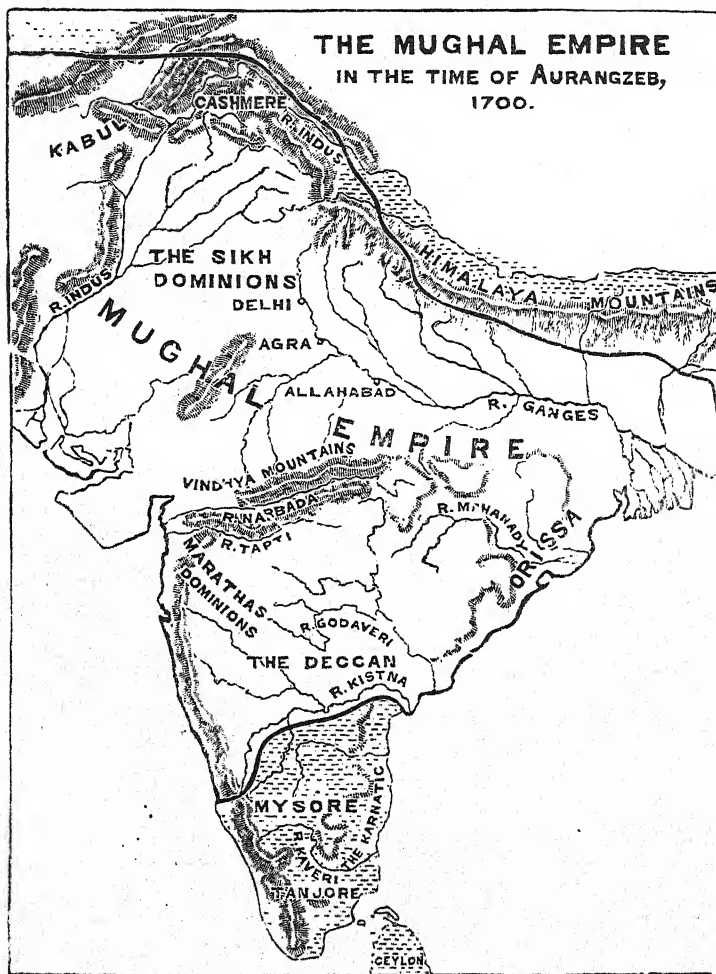 THE MUGHAL EMPIRE
IN THE TIME OF AURANGZEB,
1700.
CASHMERE
R. INDUS
KABUL
THE SIKH
DOMINIONS
DELHI
HIMALAYA MOUNTAINS
R. INDUS
MUGHAL EMPIRE
AGRA
ALLAHABAD
R. GANGES
VINDHYA MOUNTAINS
R. NARBADA
R. TAPTI
R. MAHANADY
ORISSA
MARATHAS
DOMINIONS
R. GODAVERI
THE DECCAN
R. KISTNA
MYSORE
THE KARNATIC
R. KAVERI
TANJORE
CEYLON